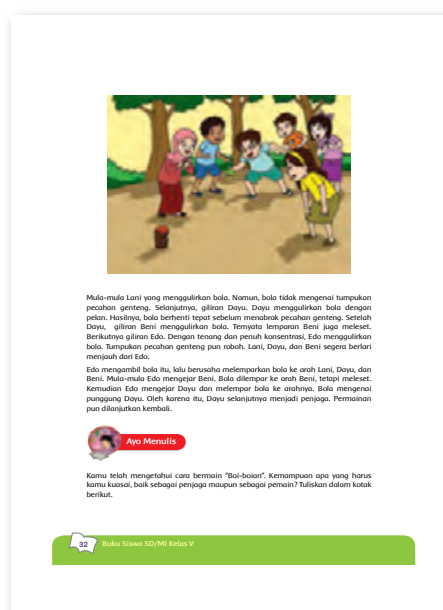 Mula-mula Lani yang menggulirkan bola. Namun, bola tidak mengenai tumpukan
pecahan genteng. Selanjutnya, giliran Dayu. Dayu menggulirkan bola dengan
pelan. Hasilnya, bola berhenti tepat sebelum menabrak pecahan genteng. Setelah
Dayu, giliran Beni menggulirkan bola. Ternyata lemparan Beni juga meleset.
Berikutnya giliran Edo. Dengan tenang dan penuh konsentrasi, Edo menggulirkan
bola. Tumpukan pecahan genteng pun roboh. Lani, Dayu, dan Beni segera berlari
menjauh dari Edo.
Edo mengambil bola itu, lalu berusaha melemparkan bola ke arah Lani, Dayu, dan
Beni. Mula-mula Edo mengejar Beni. Bola dilempar ke arah Beni, tetapi meleset.
Kemudian Edo mengejar Dayu dan melempar bola ke arahnya. Bola mengenai
punggung Dayu. Oleh karena itu, Dayu selanjutnya menjadi penjaga. Permainan
pun dilanjutkan kembali.
Ayo Menulis
Kamu telah mengetahui cara bermain "Boi-boian". Kemampuan apa yang harus
kamu kuasai, baik sebagai penjaga maupun sebagai pemain? Tuliskan dalam kotak
berikut.
32 Buku Siswa SD/MI Kelas V